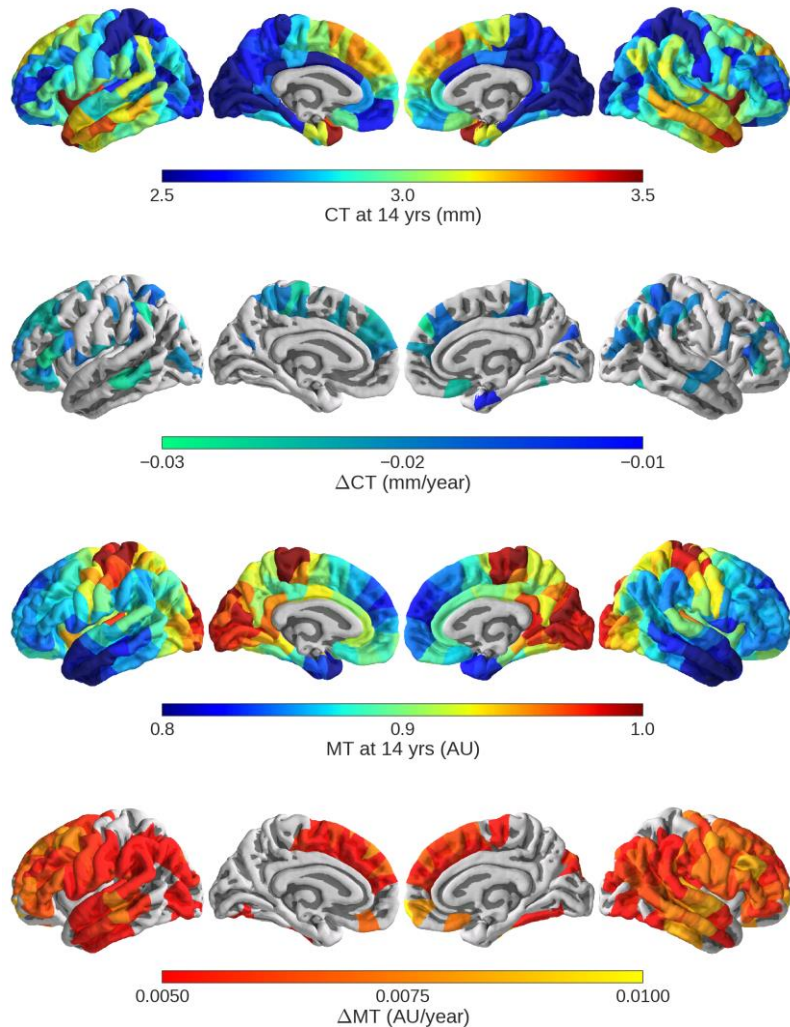 2.5 3.0 3.5
CT at 14 yrs (mm)
−0.03 −0.02 −0.01
ΔCT (mm/year)
0.8 0.9 1.0
MT at 14 yrs (AU)
0.0050 0.0075 0.0100
ΔMT (AU/year)